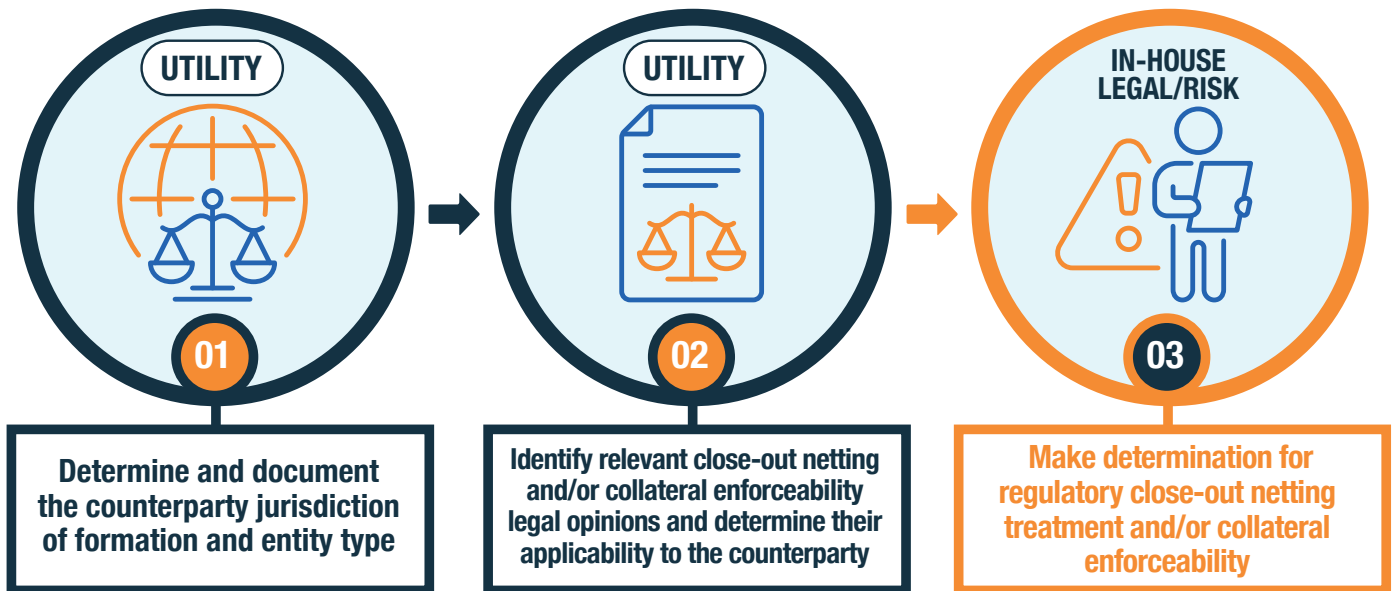 UTILITY
01
Determine and document
the counterparty jurisdiction
of formation and entity type
UTILITY
02
Identify relevant close-out netting
and/or collateral enforceability
legal opinions and determine their
applicability to the counterparty
IN-HOUSE
LEGAL/RISK
03
Make determination for
regulatory close-out netting
treatment and/or collateral
enforceability